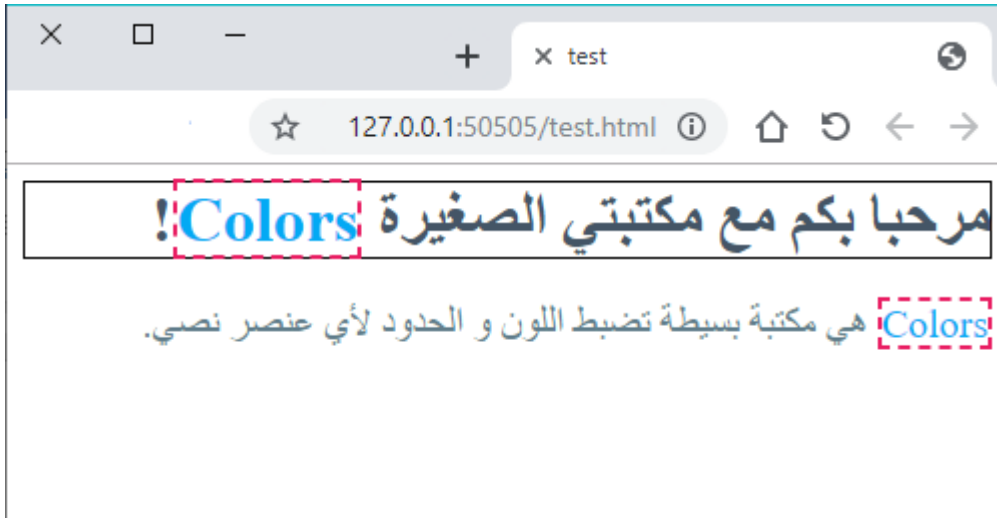 test
127.0.0.1:50505/test.html
مرحبا بكم مع مكتبتي الصغيرة Colors!
Colors هي مكتبة بسيطة تضبط اللون و الحدود لأي عنصر نصي.